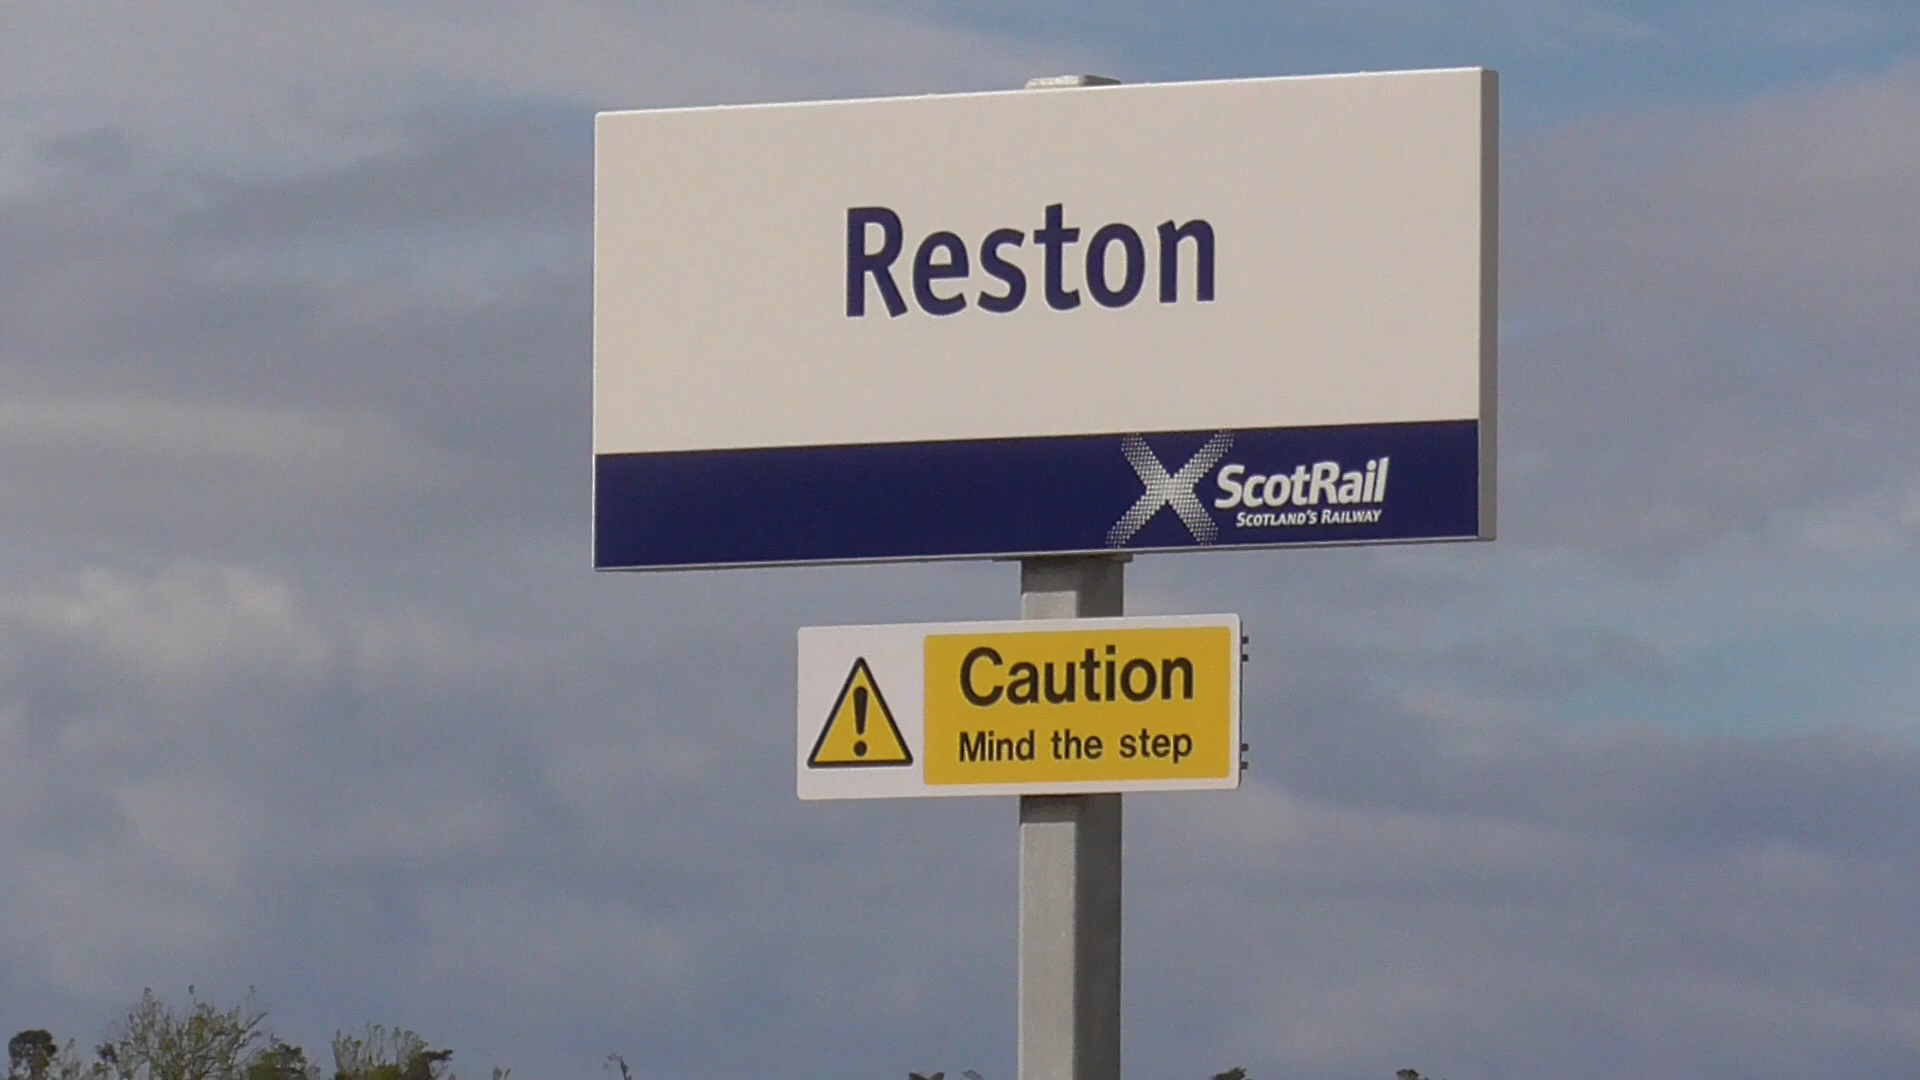 Reston
ScotRail
SCOTLAND'S RAILWAY
Caution
Mind the step